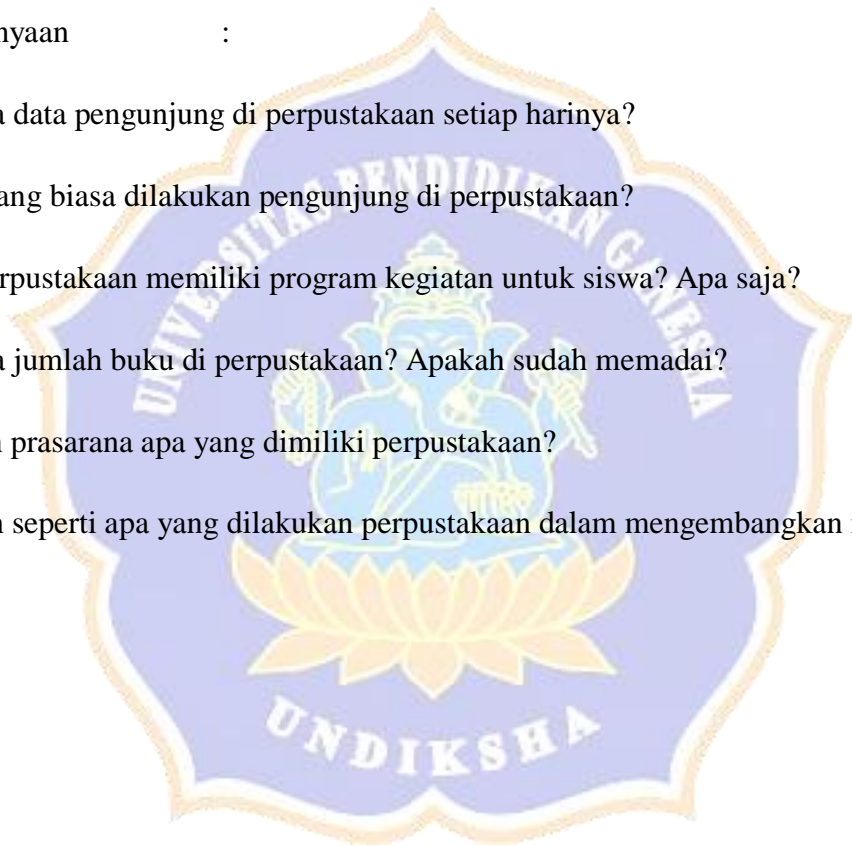 nyaan :
a data pengunjung di perpustakaan setiap harinya?
ang biasa dilakukan pengunjung di perpustakaan?
rpustakaan memiliki program kegiatan untuk siswa? Apa saja?
a jumlah buku di perpustakaan? Apakah sudah memadai?
n prasarana apa yang dimiliki perpustakaan?
n seperti apa yang dilakukan perpustakaan dalam mengembangkan
UNIVERSITAS PENDIDIKAN GANESHA
UNDIKSHA